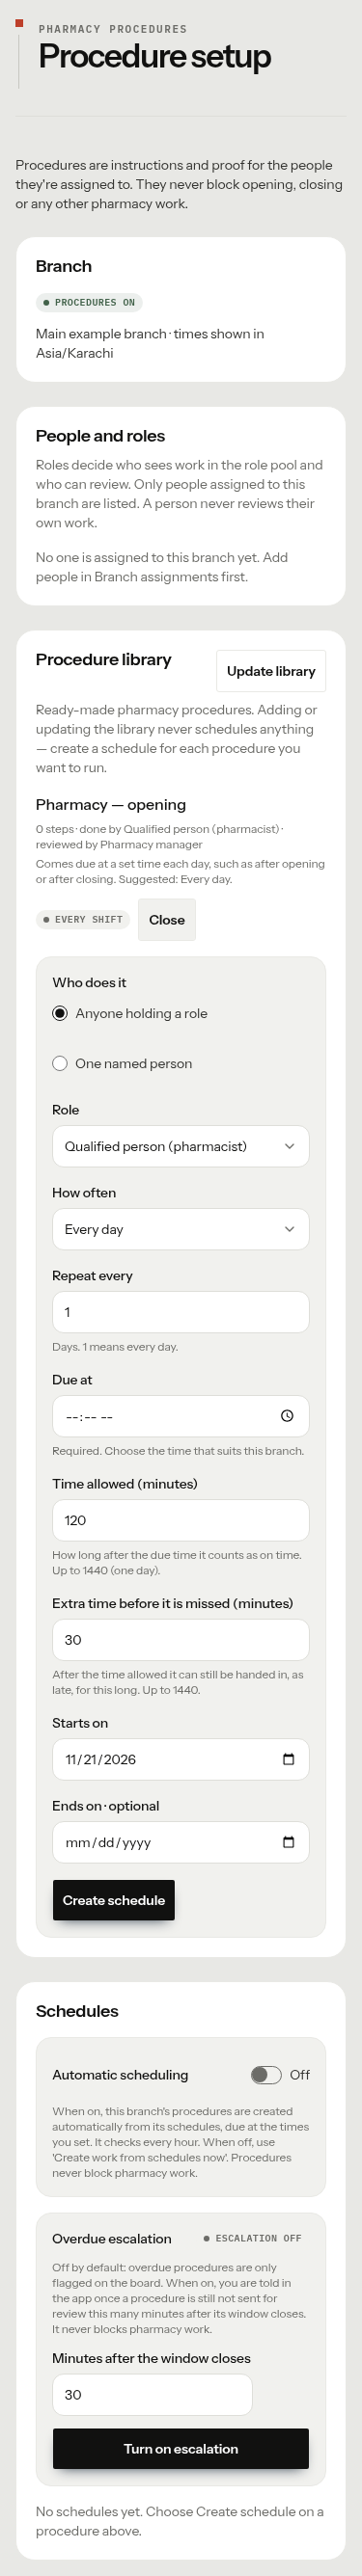 PHARMACY PROCEDURES
Procedure setup
Procedures are instructions and proof for the people
they're assigned to. They never block opening, closing
or any other pharmacy work.
Branch
PROCEDURES ON
Main example branch · times shown in
Asia/Karachi
People and roles
Roles decide who sees work in the role pool and
who can review. Only people assigned to this
branch are listed. A person never reviews their
own work.
No one is assigned to this branch yet. Add
people in Branch assignments first.
Procedure library
Update library
Ready-made pharmacy procedures. Adding or
updating the library never schedules anything
— create a schedule for each procedure you
want to run.
Pharmacy — opening
0 steps · done by Qualified person (pharmacist) ·
reviewed by Pharmacy manager
Comes due at a set time each day, such as after opening
or after closing. Suggested: Every day.
EVERY SHIFT
Close
Who does it
Anyone holding a role
One named person
Role
Qualified person (pharmacist)
How often
Every day
Repeat every
1
Days. 1 means every day.
Due at
--:-- --
Required. Choose the time that suits this branch.
Time allowed (minutes)
120
How long after the due time it counts as on time.
Up to 1440 (one day).
Extra time before it is missed (minutes)
30
After the time allowed it can still be handed in, as
late, for this long. Up to 1440.
Starts on
11/21/2026
Ends on · optional
mm/dd/yyyy
Create schedule
Schedules
Automatic scheduling
Off
When on, this branch's procedures are created
automatically from its schedules, due at the times
you set. It checks every hour. When off, use
'Create work from schedules now'. Procedures
never block pharmacy work.
Overdue escalation
ESCALATION OFF
Off by default: overdue procedures are only
flagged on the board. When on, you are told in
the app once a procedure is still not sent for
review this many minutes after its window closes.
It never blocks pharmacy work.
Minutes after the window closes
30
Turn on escalation
No schedules yet. Choose Create schedule on a
procedure above.